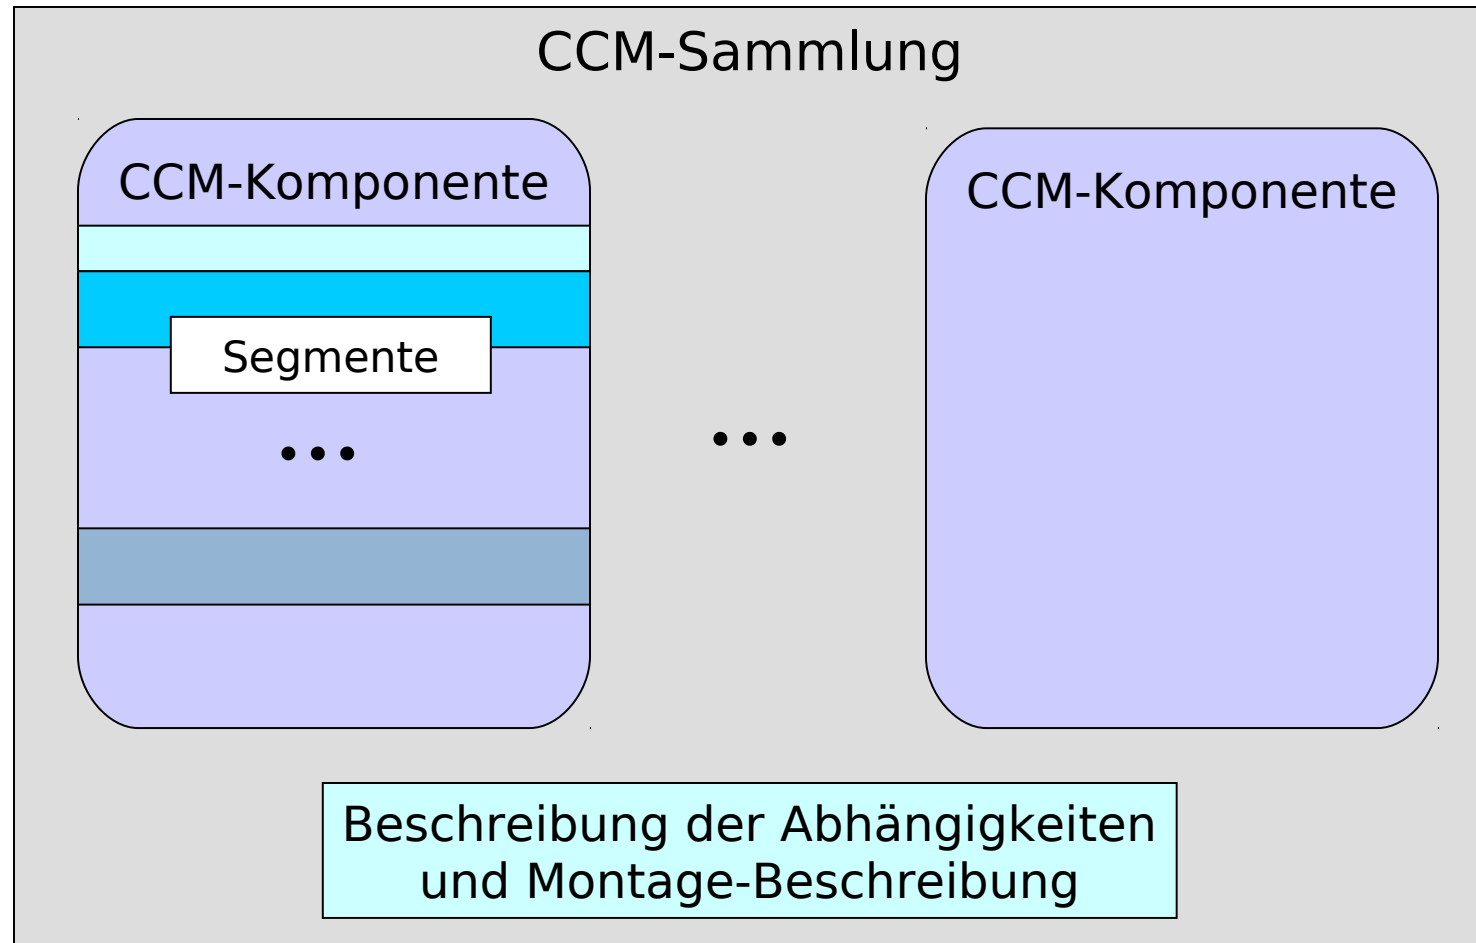 CCM-Sammlung
CCM-Komponente
CCM-Komponente
Segmente
...
...
Beschreibung der Abhängigkeiten
und Montage-Beschreibung